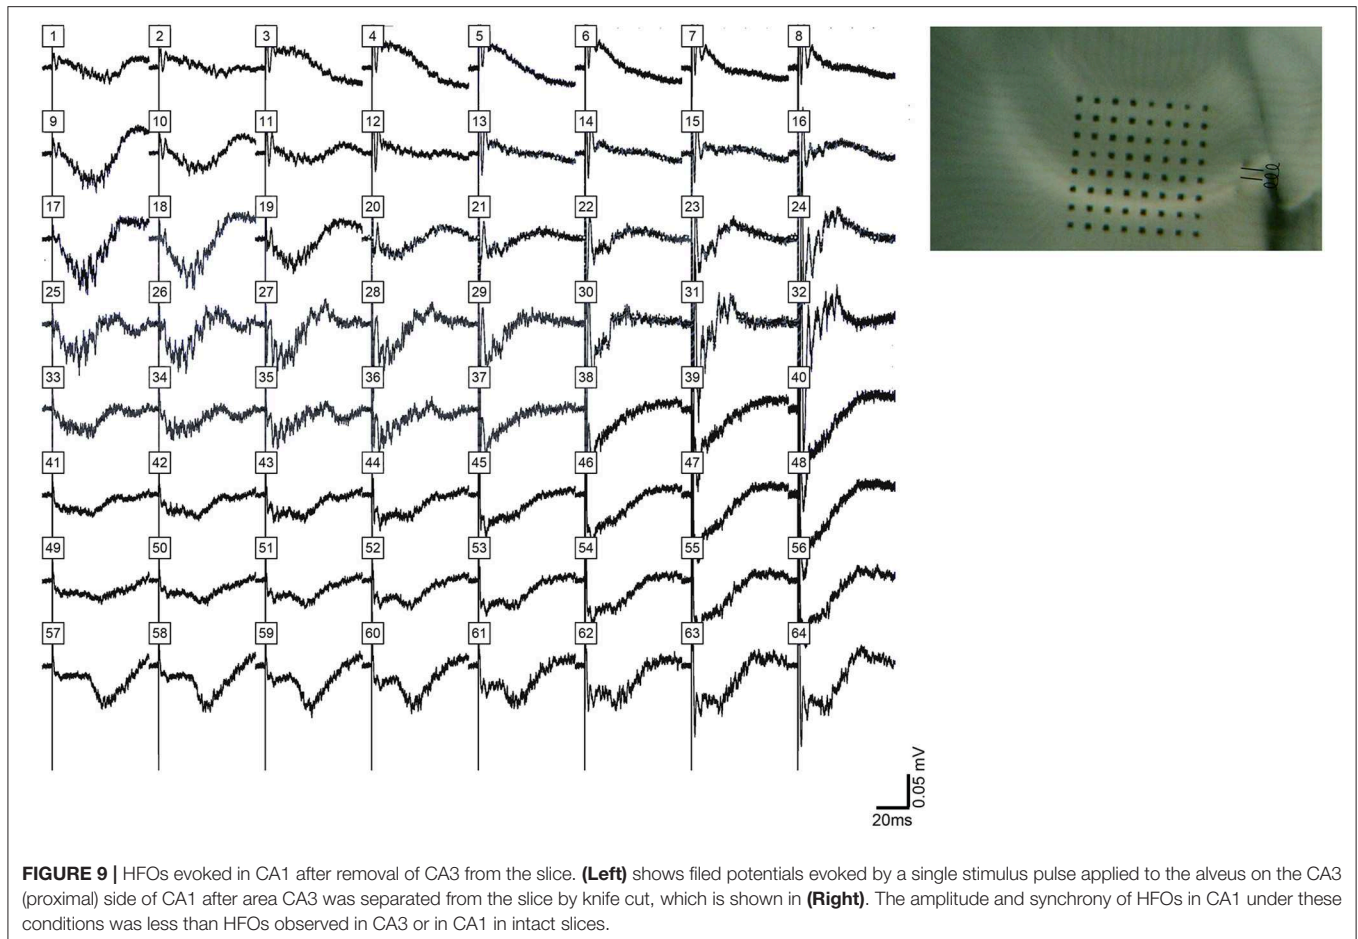 1 2 3 4 5 6 7 8
9 10 11 12 13 14 15 16
17 18 19 20 21 22 23 24
25 26 27 28 29 30 31 32
33 34 35 36 37 38 39 40
41 42 43 44 45 46 47 48
49 50 51 52 53 54 55 56
57 58 59 60 61 62 63 64
0.05 mV
20ms
FIGURE 9 | HFOs evoked in CA1 after removal of CA3 from the slice. (Left) shows filed potentials evoked by a single stimulus pulse applied to the alveus on the CA3
(proximal) side of CA1 after area CA3 was separated from the slice by knife cut, which is shown in (Right). The amplitude and synchrony of HFOs in CA1 under these
conditions was less than HFOs observed in CA3 or in CA1 in intact slices.